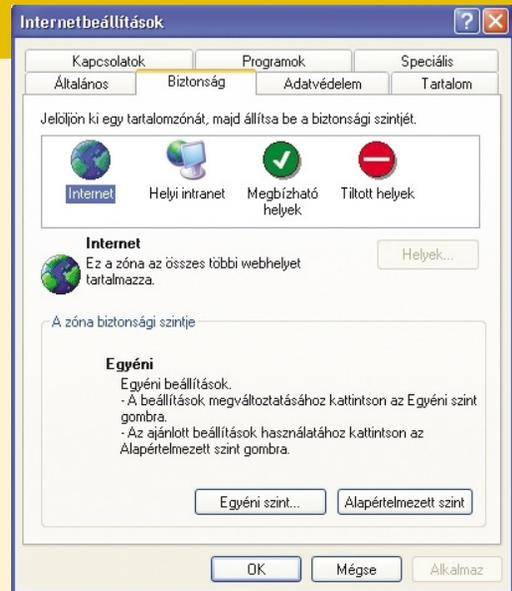 Internetbeállítások
Kapcsolatok Programok Speciális
Általános Biztonság Adatvédelem Tartalom
Jelöljön ki egy tartalomzónát, majd állítsa be a biztonsági szintjét.
Internet Helyi intranet Megbízható helyek Tiltott helyek
Internet
Ez a zóna az összes többi webhelyet
tartalmazza.
Helyek...
A zóna biztonsági szintje
Egyéni
Egyéni beállítások.
- A beállítások megváltoztatásához kattintson az Egyéni szint
gombra.
- Az ajánlott beállítások használatához kattintson az
Alapértelmezett szint gombra.
Egyéni szint... Alapértelmezett szint
OK Mégse Alkalmaz